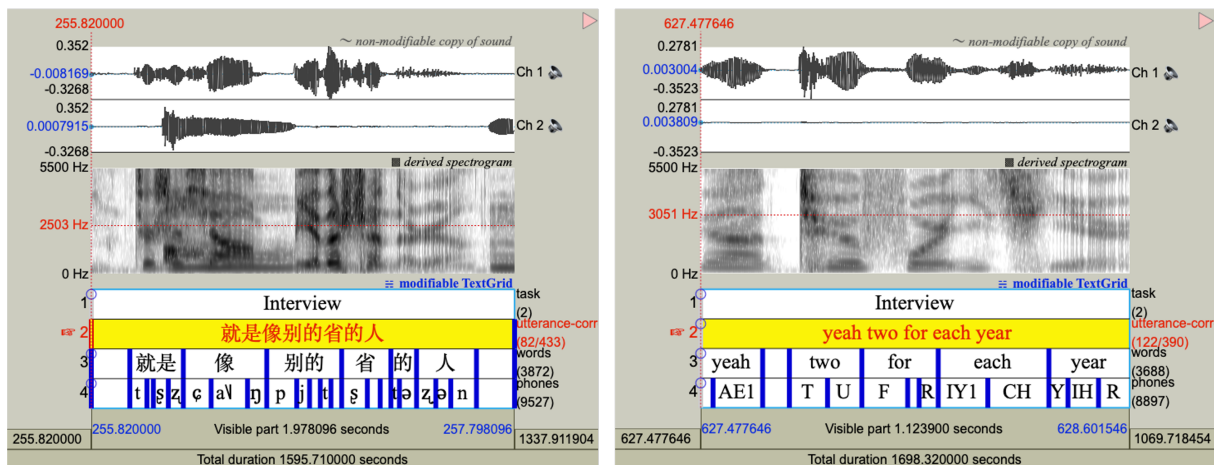 255.820000
0.352
~ non-modifiable copy of sound
-0.008169
Ch 1
-0.3268
0.352
0.0007915
Ch 2
-0.3268
5500 Hz
derived spectrogram
2503 Hz
0 Hz
modifiable TextGrid
1 Interview task (2)
2 就是像别的省的人 utterance-corr (82/433)
3 就是 像 别的 省 的 人 words (3872)
4 t ʂ ʐ ɕ a˥˩ ŋ p j t ʂ tə ʐ ə n phones (9527)
255.820000 257.798096
255.820000 Visible part 1.978096 seconds 1337.911904
Total duration 1595.710000 seconds
627.477646
0.2781
~ non-modifiable copy of sound
0.003004
Ch 1
-0.3523
0.2781
0.003809
Ch 2
-0.3523
5500 Hz
derived spectrogram
3051 Hz
0 Hz
modifiable TextGrid
1 Interview task (2)
2 yeah two for each year utterance-corr (122/390)
3 yeah two for each year words (3688)
4 AE1 T U F R IY1 CH Y IH R phones (8897)
627.477646 628.601546
627.477646 Visible part 1.123900 seconds 1069.718454
Total duration 1698.320000 seconds